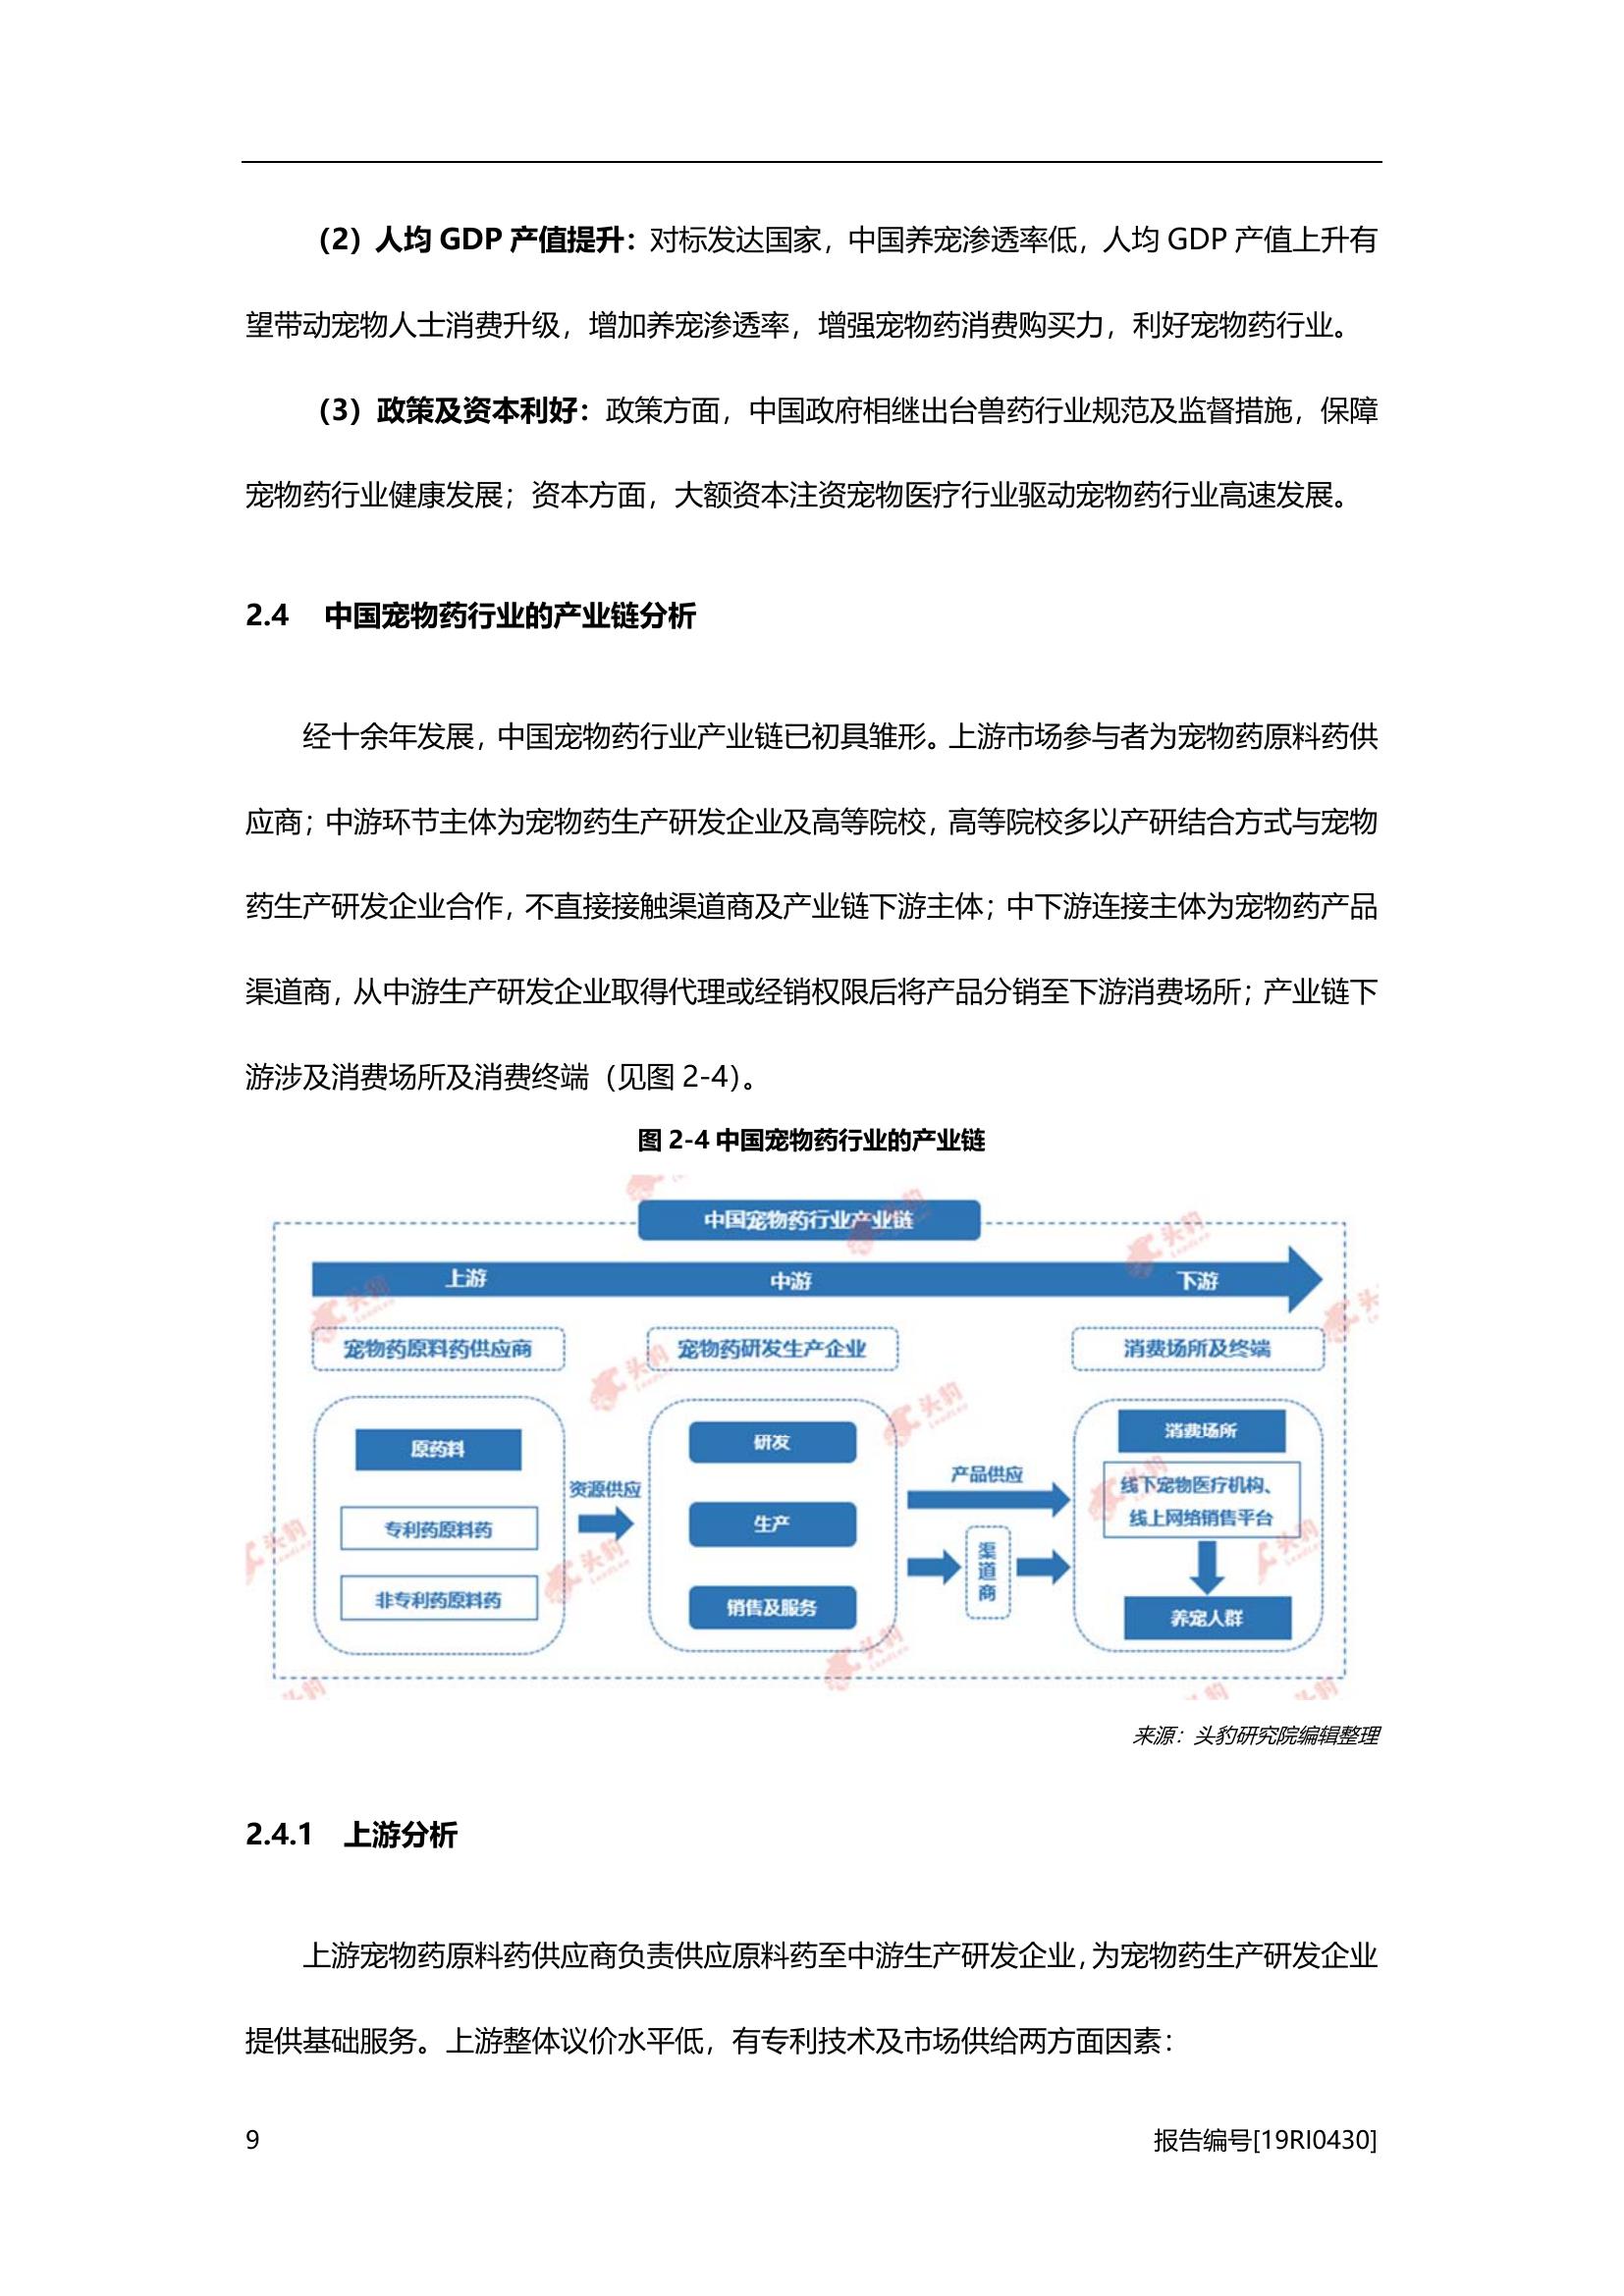 （2）人均 GDP 产值提升：对标发达国家，中国养宠渗透率低，人均 GDP 产值上升有
望带动宠物人士消费升级，增加养宠渗透率，增强宠物药消费购买力，利好宠物药行业。
（3）政策及资本利好：政策方面，中国政府相继出台兽药行业规范及监督措施，保障
宠物药行业健康发展；资本方面，大额资本注资宠物医疗行业驱动宠物药行业高速发展。
2.4 中国宠物药行业的产业链分析
经十余年发展，中国宠物药行业产业链已初具雏形。上游市场参与者为宠物药原料药供
应商；中游环节主体为宠物药生产研发企业及高等院校，高等院校多以产研结合方式与宠物
药生产研发企业合作，不直接接触渠道商及产业链下游主体；中下游连接主体为宠物药产品
渠道商，从中游生产研发企业取得代理或经销权限后将产品分销至下游消费场所；产业链下
游涉及消费场所及消费终端（见图 2-4）。
图 2-4 中国宠物药行业的产业链
中国宠物药行业产业链
上游
中游
下游
宠物药原料药供应商
宠物药研发生产企业
消费场所及终端
原药料
专利药原料药
非专利药原料药
资源供应
研发
生产
销售及服务
产品供应
渠道商
消费场所
线下宠物医疗机构、
线上网络销售平台
养宠人群
来源：头豹研究院编辑整理
2.4.1 上游分析
上游宠物药原料药供应商负责供应原料药至中游生产研发企业，为宠物药生产研发企业
提供基础服务。上游整体议价水平低，有专利技术及市场供给两方面因素：
9
报告编号[19RI0430]